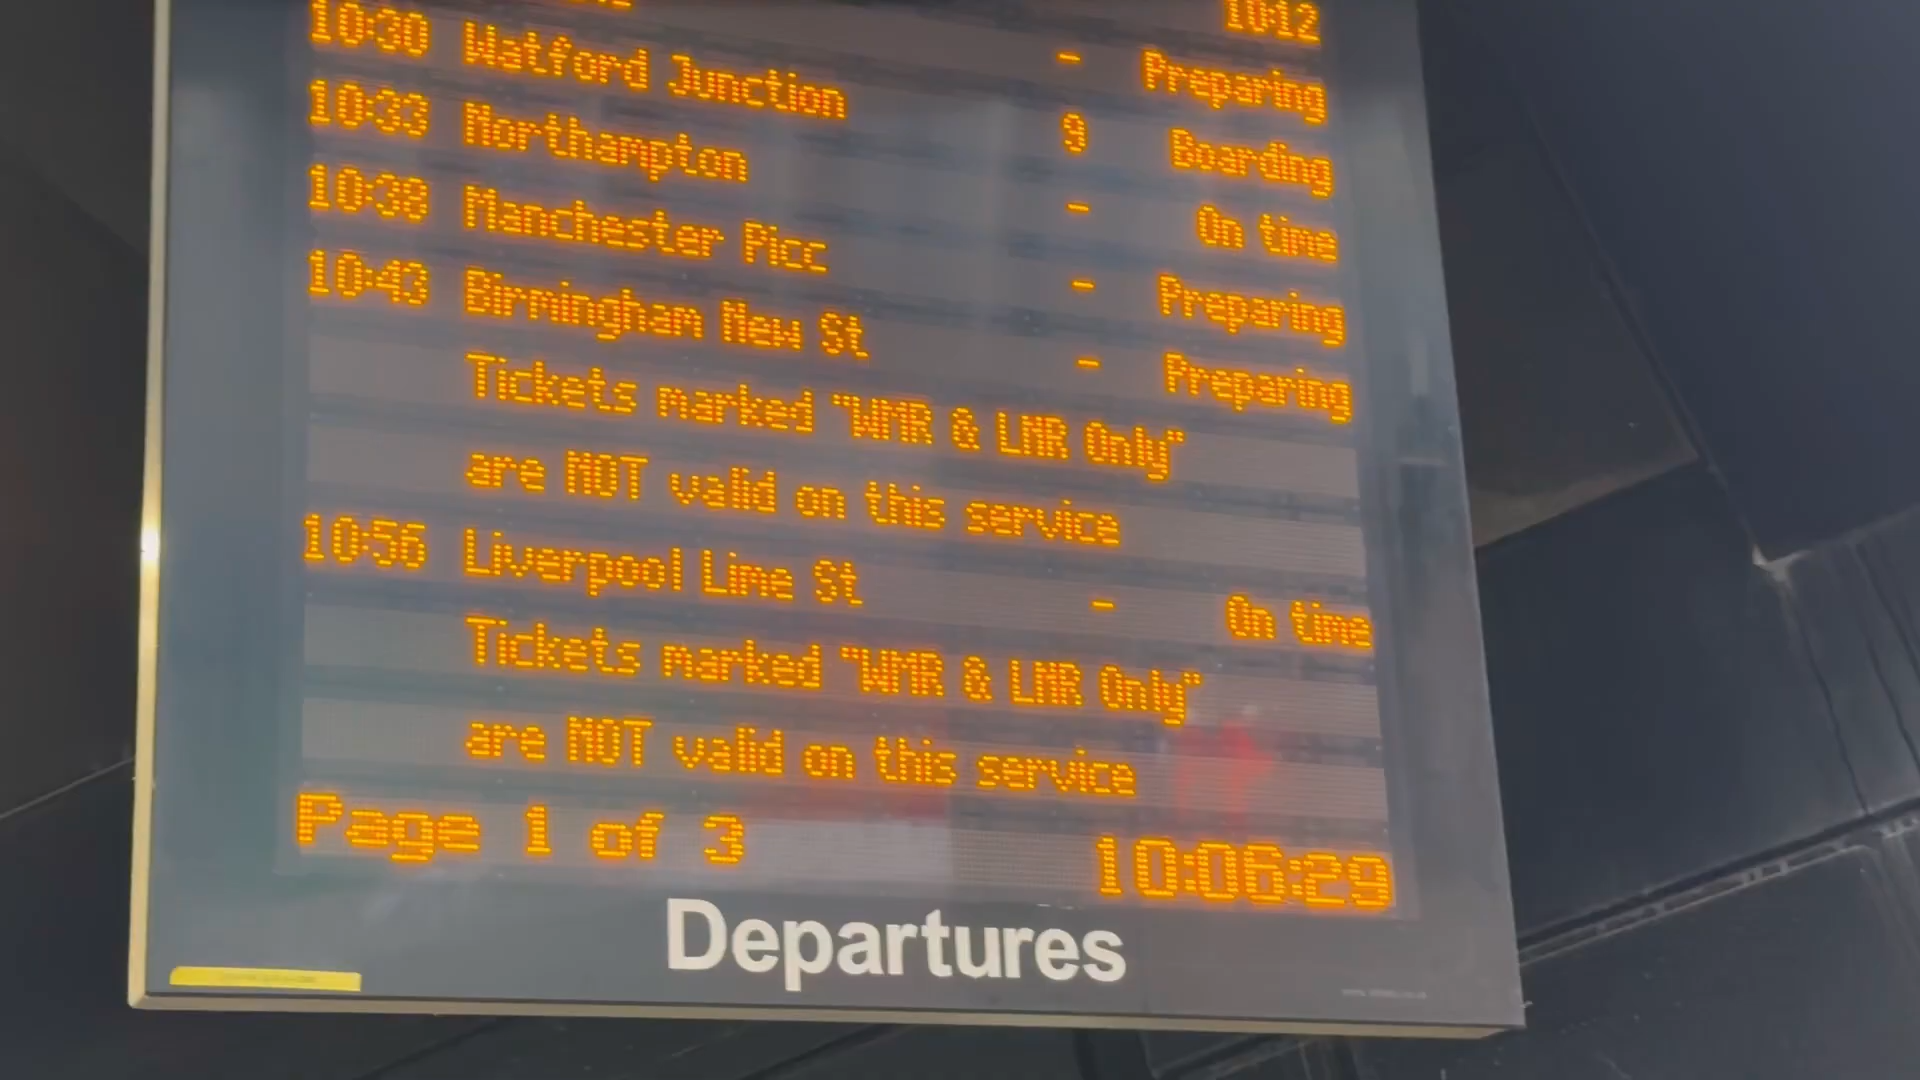 10:12
- Preparing
10:30 Watford Junction 9 Boarding
10:33 Northampton - On time
10:38 Manchester Picc - Preparing
10:43 Birmingham New St - Preparing
Tickets marked "WMR & LNR Only"
are NOT valid on this service
10:56 Liverpool Lime St - On time
Tickets marked "WMR & LNR Only"
are NOT valid on this service
Page 1 of 3 10:06:29
Departures